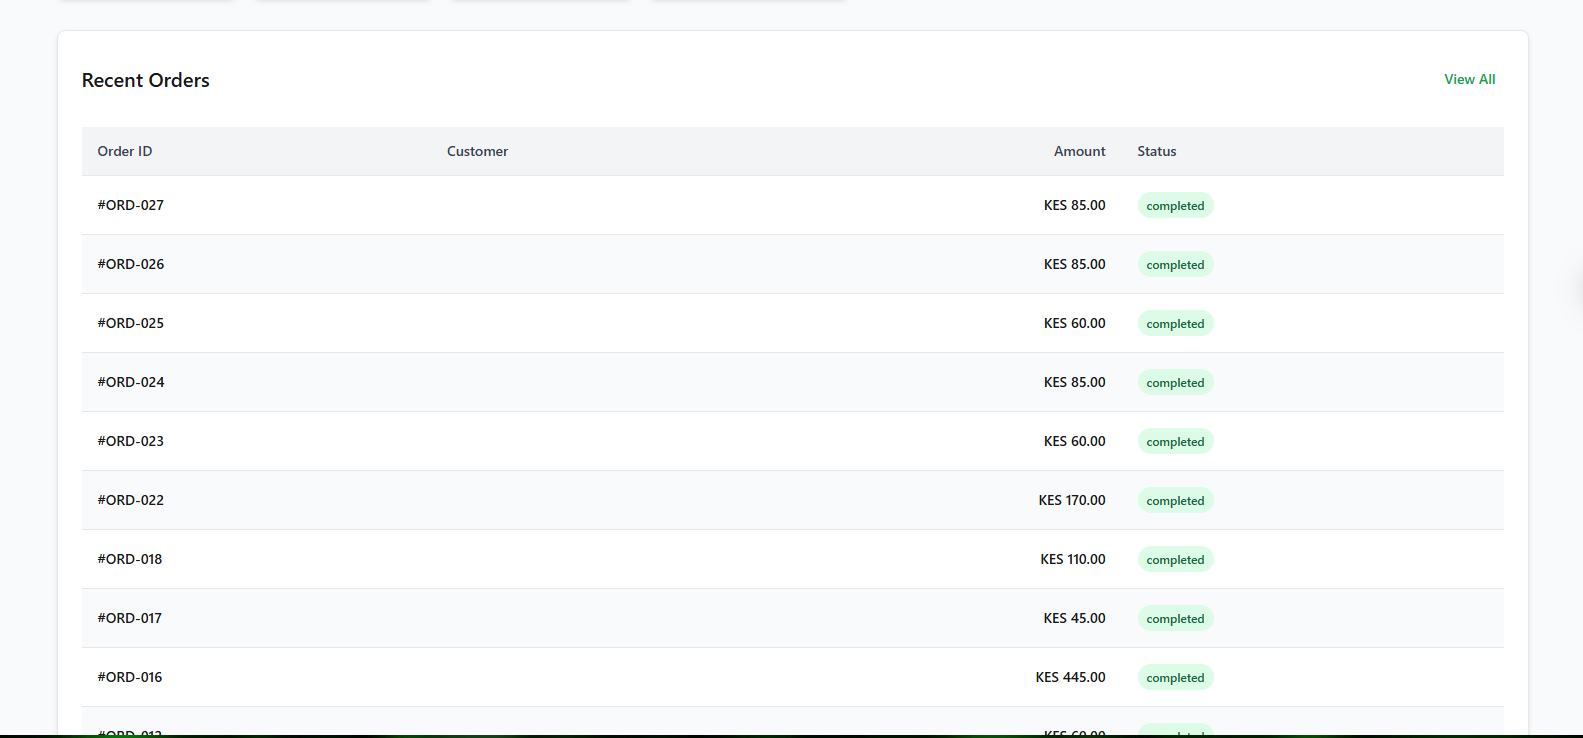 Recent Orders View All
Order ID Customer Amount Status
#ORD-027 KES 85.00 completed
#ORD-026 KES 85.00 completed
#ORD-025 KES 60.00 completed
#ORD-024 KES 85.00 completed
#ORD-023 KES 60.00 completed
#ORD-022 KES 170.00 completed
#ORD-018 KES 110.00 completed
#ORD-017 KES 45.00 completed
#ORD-016 KES 445.00 completed